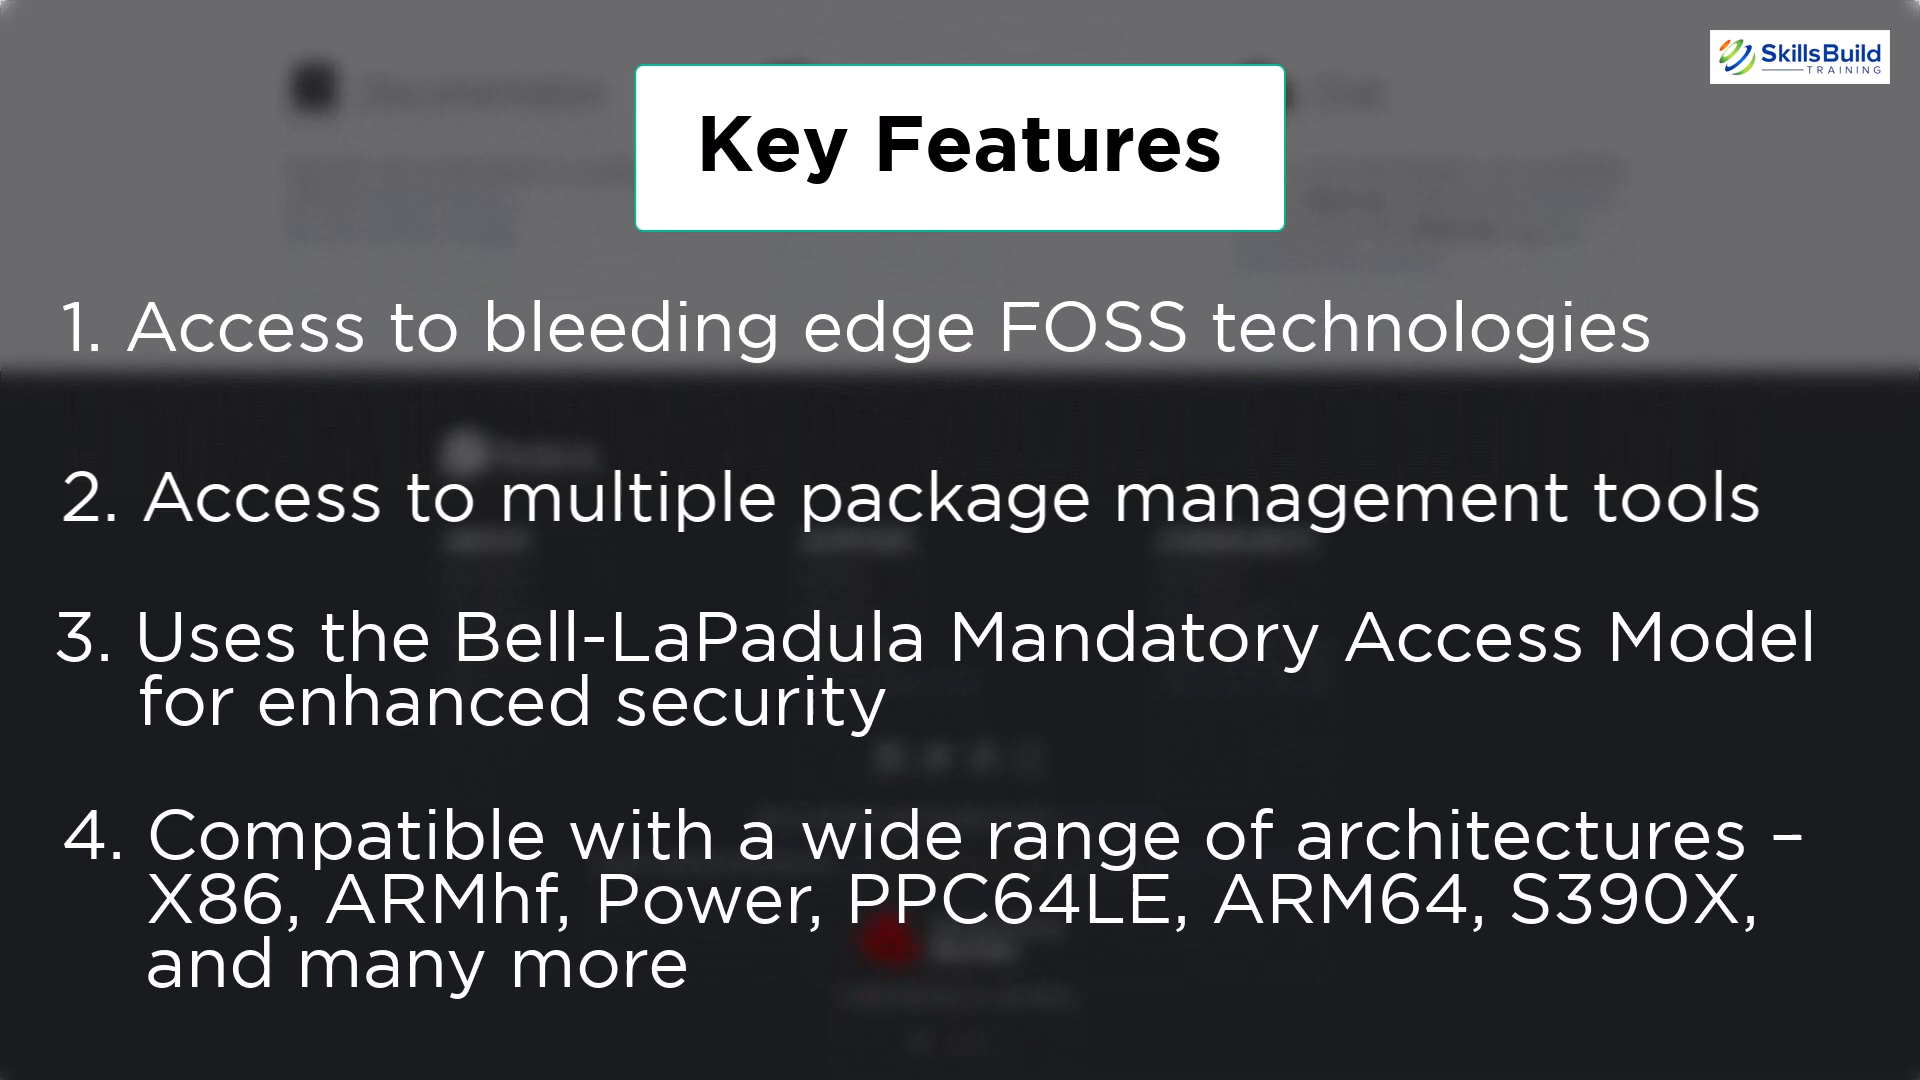 SkillsBuild
TRAINING
Key Features
1. Access to bleeding edge FOSS technologies
2. Access to multiple package management tools
3. Uses the Bell-LaPadula Mandatory Access Model
for enhanced security
4. Compatible with a wide range of architectures –
X86, ARMhf, Power, PPC64LE, ARM64, S390X,
and many more